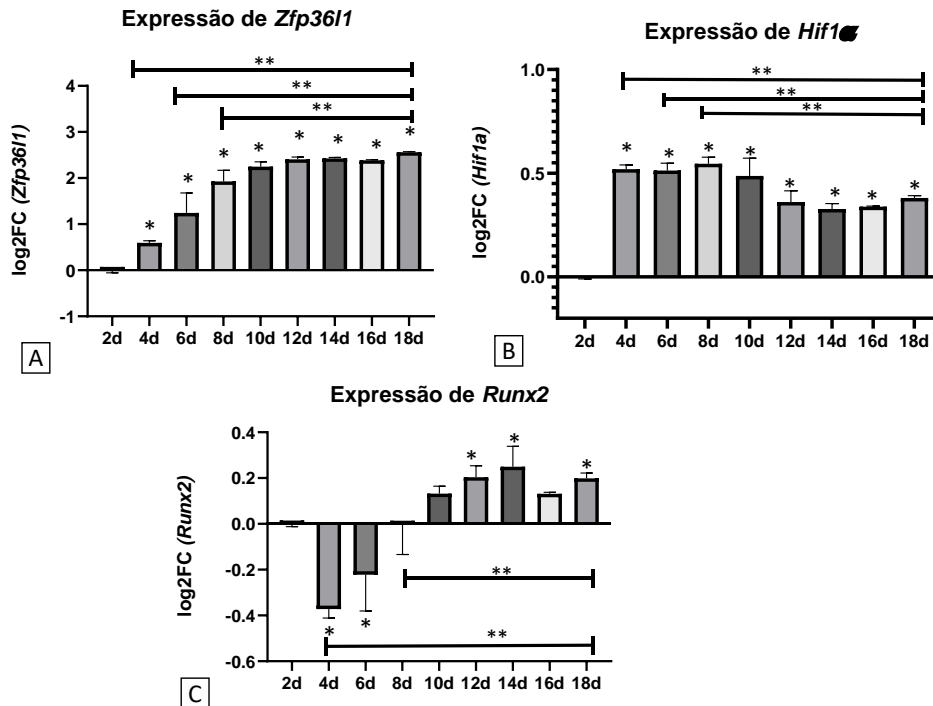 Expressão de Zfp36l1
**
**
**
* * * * * * * *
4
3
2
1
0
-1
log2FC (Zfp36l1)
2d 4d 6d 8d 10d 12d 14d 16d 18d
A
Expressão de Hif1
**
**
**
* * * * * * * *
1.0
0.5
0.0
log2FC (Hif1a)
2d 4d 6d 8d 10d 12d 14d 16d 18d
B
Expressão de Runx2
* * *
0.4
0.2
0.0
-0.2
-0.4
-0.6
log2FC (Runx2)
**
* *
**
2d 4d 6d 8d 10d 12d 14d 16d 18d
C